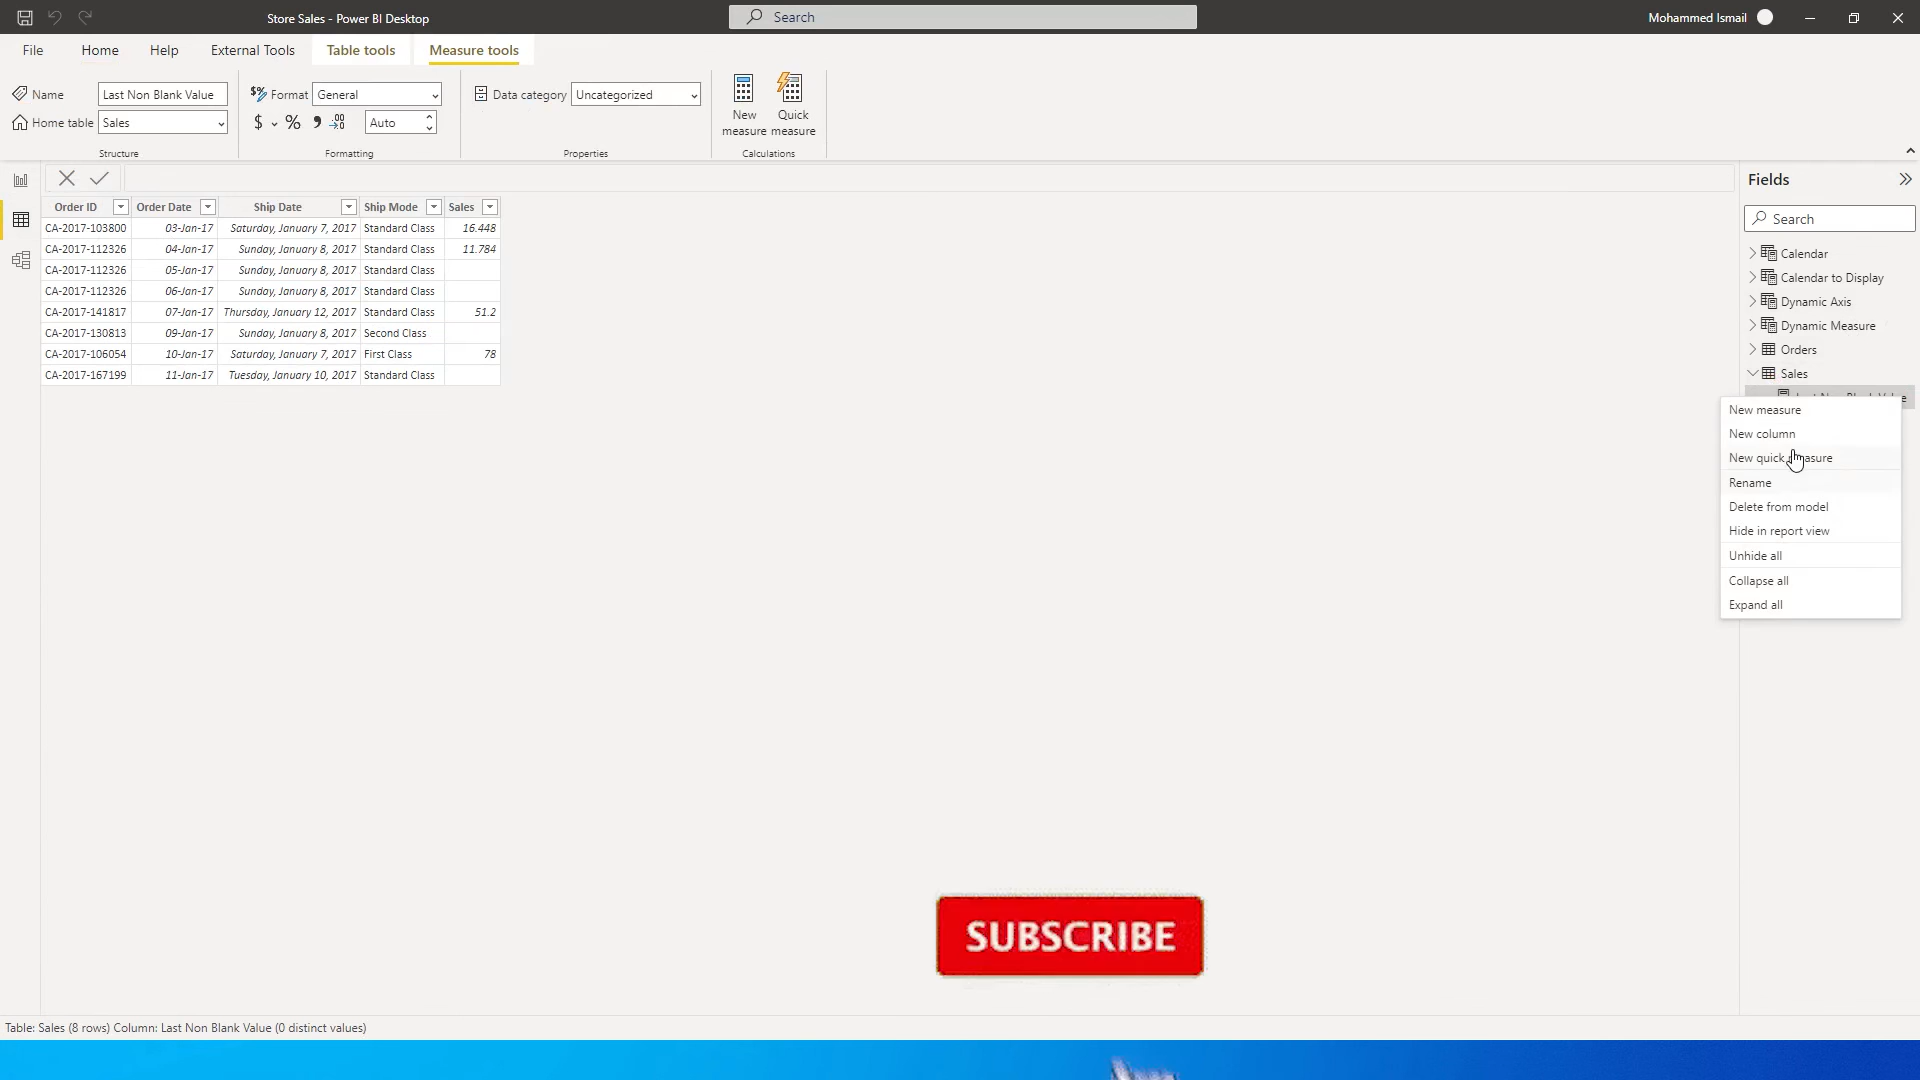 Store Sales - Power BI Desktop
Search
Mohammed Ismail
File
Home
Help
External Tools
Table tools
Measure tools
Name
Last Non Blank Value
Home table
Sales
Structure
Format
General
$ % Auto
Formatting
Data category
Uncategorized
Properties
New measure
Quick measure
Calculations
Order ID Order Date Ship Date Ship Mode Sales
CA-2017-103800 03-Jan-17 Saturday, January 7, 2017 Standard Class 16.448
CA-2017-112326 04-Jan-17 Sunday, January 8, 2017 Standard Class 11.784
CA-2017-112326 05-Jan-17 Sunday, January 8, 2017 Standard Class
CA-2017-112326 06-Jan-17 Sunday, January 8, 2017 Standard Class
CA-2017-141817 07-Jan-17 Thursday, January 12, 2017 Standard Class 51.2
CA-2017-130813 09-Jan-17 Sunday, January 8, 2017 Second Class
CA-2017-106054 10-Jan-17 Saturday, January 7, 2017 First Class 78
CA-2017-167199 11-Jan-17 Tuesday, January 10, 2017 Standard Class
Fields
Search
Calendar
Calendar to Display
Dynamic Axis
Dynamic Measure
Orders
Sales
New measure
New column
New quick measure
Rename
Delete from model
Hide in report view
Unhide all
Collapse all
Expand all
SUBSCRIBE
Table: Sales (8 rows) Column: Last Non Blank Value (0 distinct values)